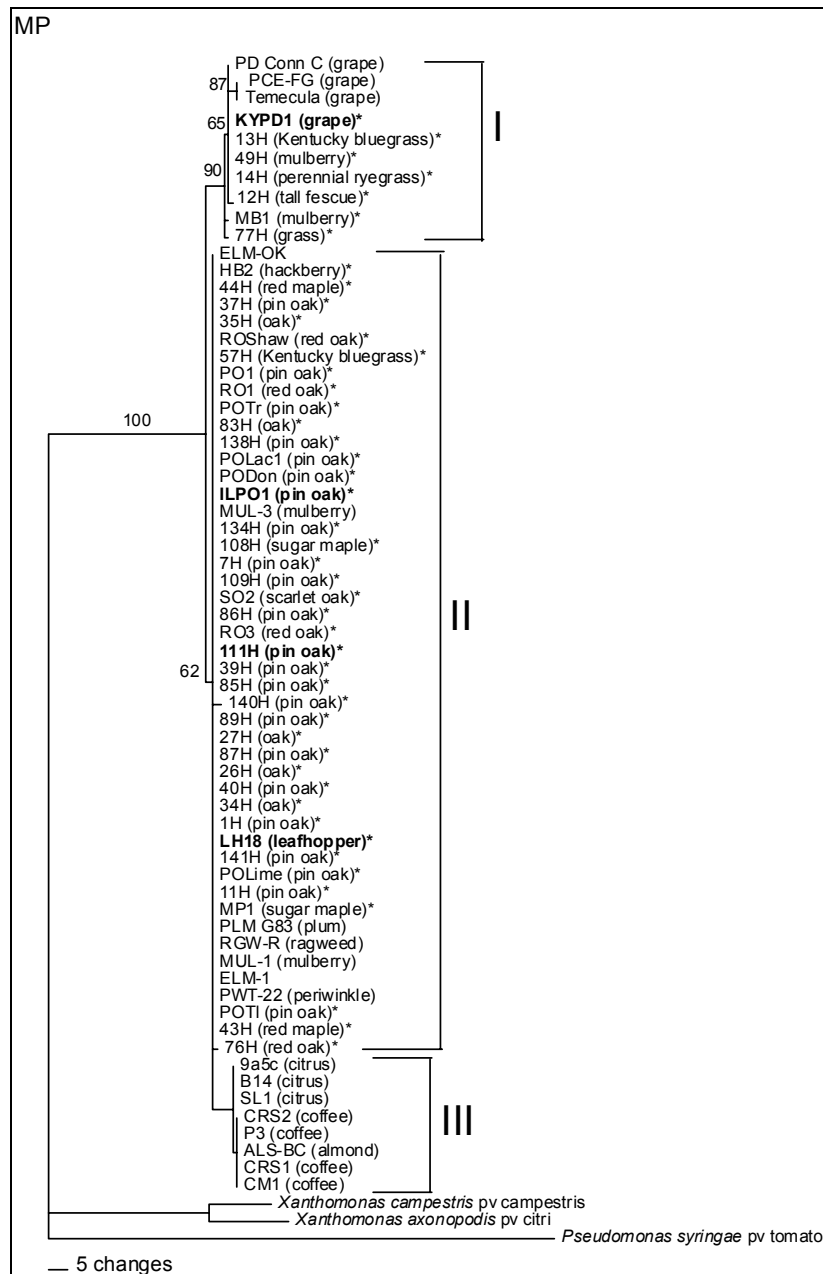 MP
PD Conn C (grape)
87
PCE-FG (grape)
Temecula (grape)
65
KYPD1 (grape)*
I
13H (Kentucky bluegrass)*
49H (mulberry)*
90
14H (perennial ryegrass)*
12H (tall fescue)*
MB1 (mulberry)*
77H (grass)*
ELM-OK
HB2 (hackberry)*
44H (red maple)*
37H (pin oak)*
35H (oak)*
ROShaw (red oak)*
57H (Kentucky bluegrass)*
PO1 (pin oak)*
RO1 (red oak)*
POTr (pin oak)*
100
83H (oak)*
138H (pin oak)*
POLac1 (pin oak)*
PODon (pin oak)*
ILPO1 (pin oak)*
MUL-3 (mulberry)
134H (pin oak)*
108H (sugar maple)*
7H (pin oak)*
109H (pin oak)*
SO2 (scarlet oak)*
86H (pin oak)*
II
RO3 (red oak)*
111H (pin oak)*
39H (pin oak)*
62
85H (pin oak)*
140H (pin oak)*
89H (pin oak)*
27H (oak)*
87H (pin oak)*
26H (oak)*
40H (pin oak)*
34H (oak)*
1H (pin oak)*
LH18 (leafhopper)*
141H (pin oak)*
POLime (pin oak)*
11H (pin oak)*
MP1 (sugar maple)*
PLM G83 (plum)
RGW-R (ragweed)
MUL-1 (mulberry)
ELM-1
PWT-22 (periwinkle)
POTl (pin oak)*
43H (red maple)*
76H (red oak)*
9a5c (citrus)
B14 (citrus)
SL1 (citrus)
CRS2 (coffee)
III
P3 (coffee)
ALS-BC (almond)
CRS1 (coffee)
CM1 (coffee)
Xanthomonas campestris pv campestris
Xanthomonas axonopodis pv citri
Pseudomonas syringae pv tomato
5 changes